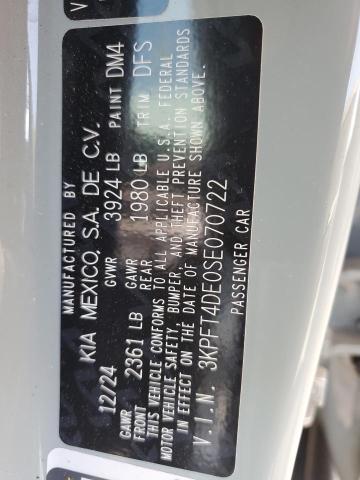 MANUFACTURED BY
KIA MEXICO, S.A. DE C.V.
12/24 GVWR 3924 LB PAINT DM4
GAWR FRONT 2361 LB GAWR REAR 1980 LB TRIM DFS
THIS VEHICLE CONFORMS TO ALL APPLICABLE U.S.A. FEDERAL
MOTOR VEHICLE SAFETY, BUMPER, AND THEFT PREVENTION STANDARDS
IN EFFECT ON THE DATE OF MANUFACTURE SHOWN ABOVE.
V.I.N. 3KPFT4DE0SE070722
PASSENGER CAR